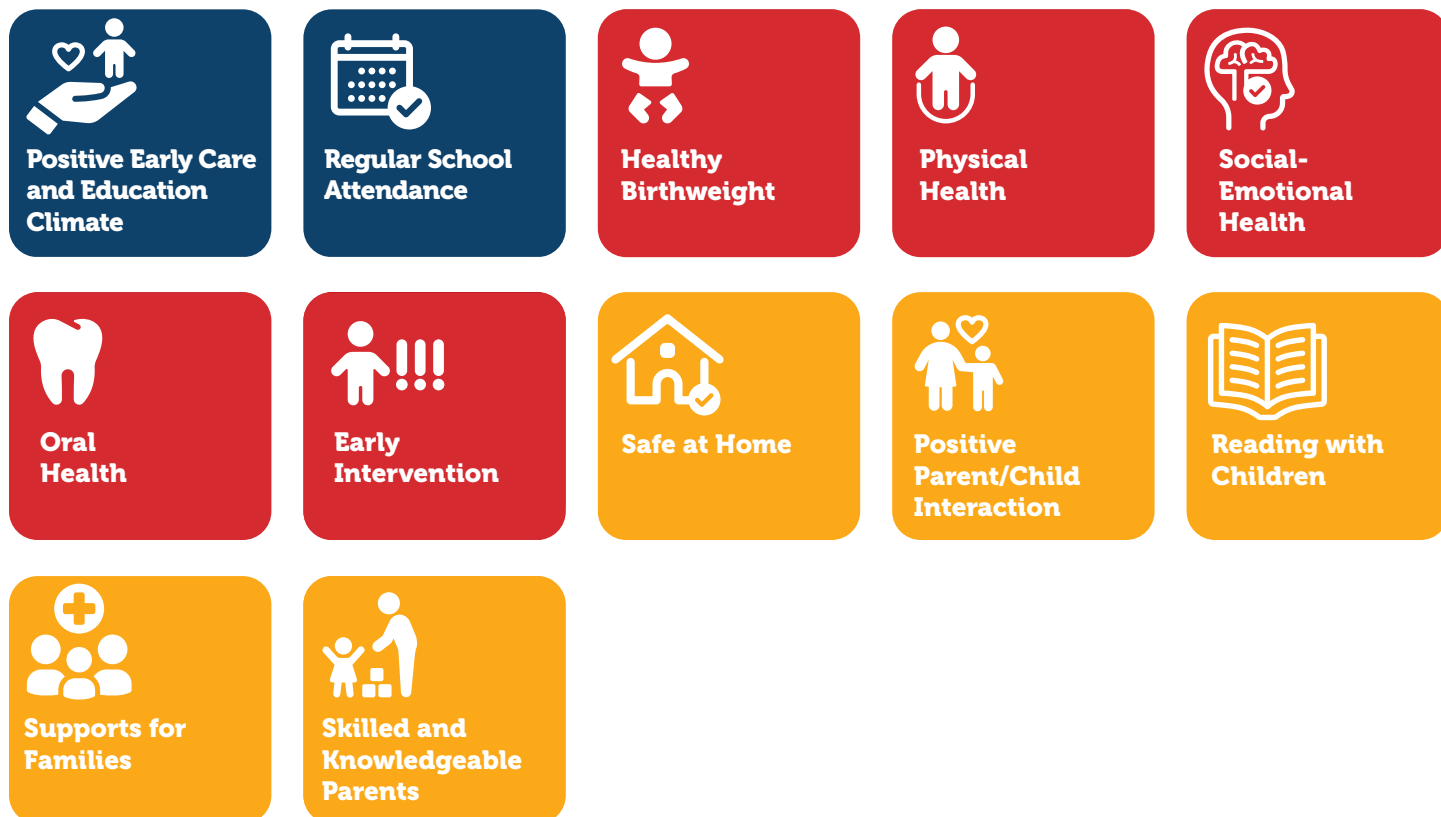 Positive Early Care
and Education
Climate
Regular School
Attendance
Healthy
Birthweight
Physical
Health
Social-
Emotional
Health
Oral
Health
Early
Intervention
Safe at Home
Positive
Parent/Child
Interaction
Reading with
Children
Supports for
Families
Skilled and
Knowledgeable
Parents